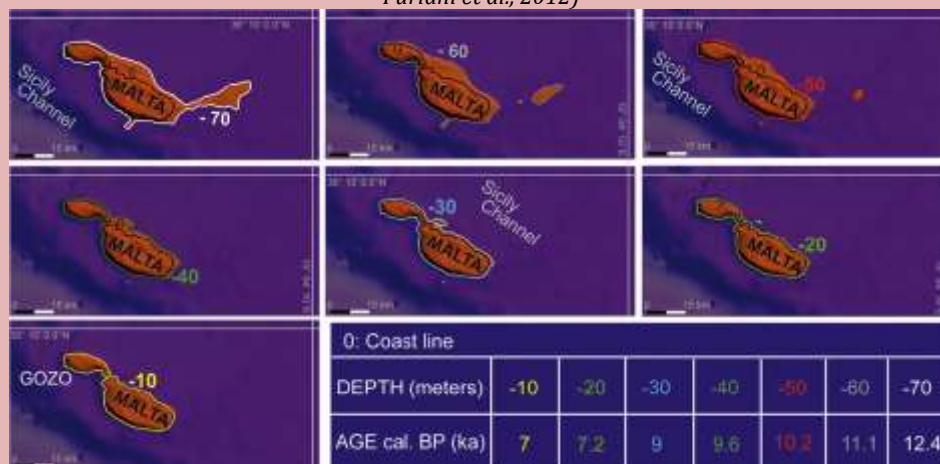 Furlani et al., 2012)
Sicily
Channel
MALTA
- 70
MALTA
- 60
Sicily
Channel
MALTA
-50
MALTA
-40
Sicily
Channel
-30
MALTA
MALTA
-20
GOZO
-10
MALTA
0: Coast line
DEPTH (meters) -10 -20 -30 -40 -50 -60 -70
AGE cal. BP (ka) 7 7.2 9 9.6 10.2 11.1 12.4